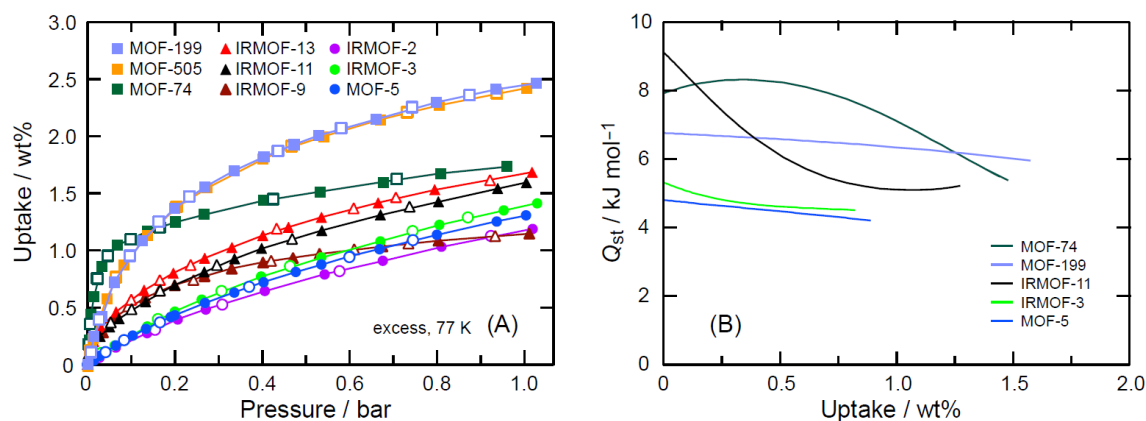 3.0
2.5
2.0
1.5
1.0
0.5
0
Uptake / wt%
MOF-199
MOF-505
MOF-74
IRMOF-13
IRMOF-11
IRMOF-9
IRMOF-2
IRMOF-3
MOF-5
excess, 77 K
(A)
0
0.2
0.4
0.6
0.8
1.0
Pressure / bar
10
8
6
4
2
0
Qst / kJ mol⁻¹
(B)
MOF-74
MOF-199
IRMOF-11
IRMOF-3
MOF-5
0
0.5
1.0
1.5
2.0
Uptake / wt%